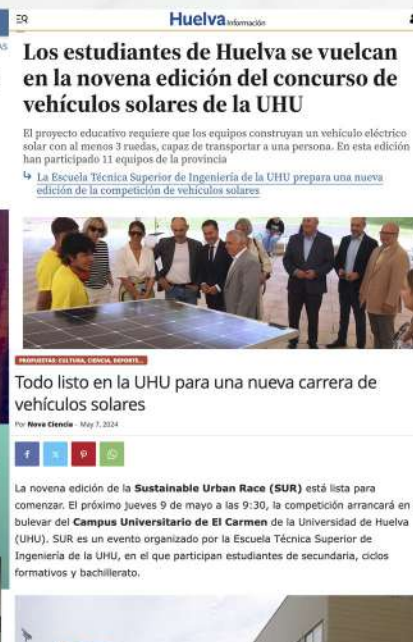 Huelva Información
Los estudiantes de Huelva se vuelcan
en la novena edición del concurso de
vehículos solares de la UHU
El proyecto educativo requiere que los equipos construyan un vehículo eléctrico
solar con al menos 3 ruedas, capaz de transportar a una persona. En esta edición
han participado 11 equipos de la provincia
La Escuela Técnica Superior de Ingeniería de la UHU prepara una nueva
edición de la competición de vehículos solares
PROPUESTAS: CULTURA, CIENCIA, DEPORTE...
Todo listo en la UHU para una nueva carrera de
vehículos solares
Por Nova Ciencia - May 7, 2024
La novena edición de la Sustainable Urban Race (SUR) está lista para
comenzar. El próximo jueves 9 de mayo a las 9:30, la competición arrancará en el
bulevar del Campus Universitario de El Carmen de la Universidad de Huelva
(UHU). SUR es un evento organizado por la Escuela Técnica Superior de
Ingeniería de la UHU, en el que participan estudiantes de secundaria, ciclos
formativos y bachillerato.